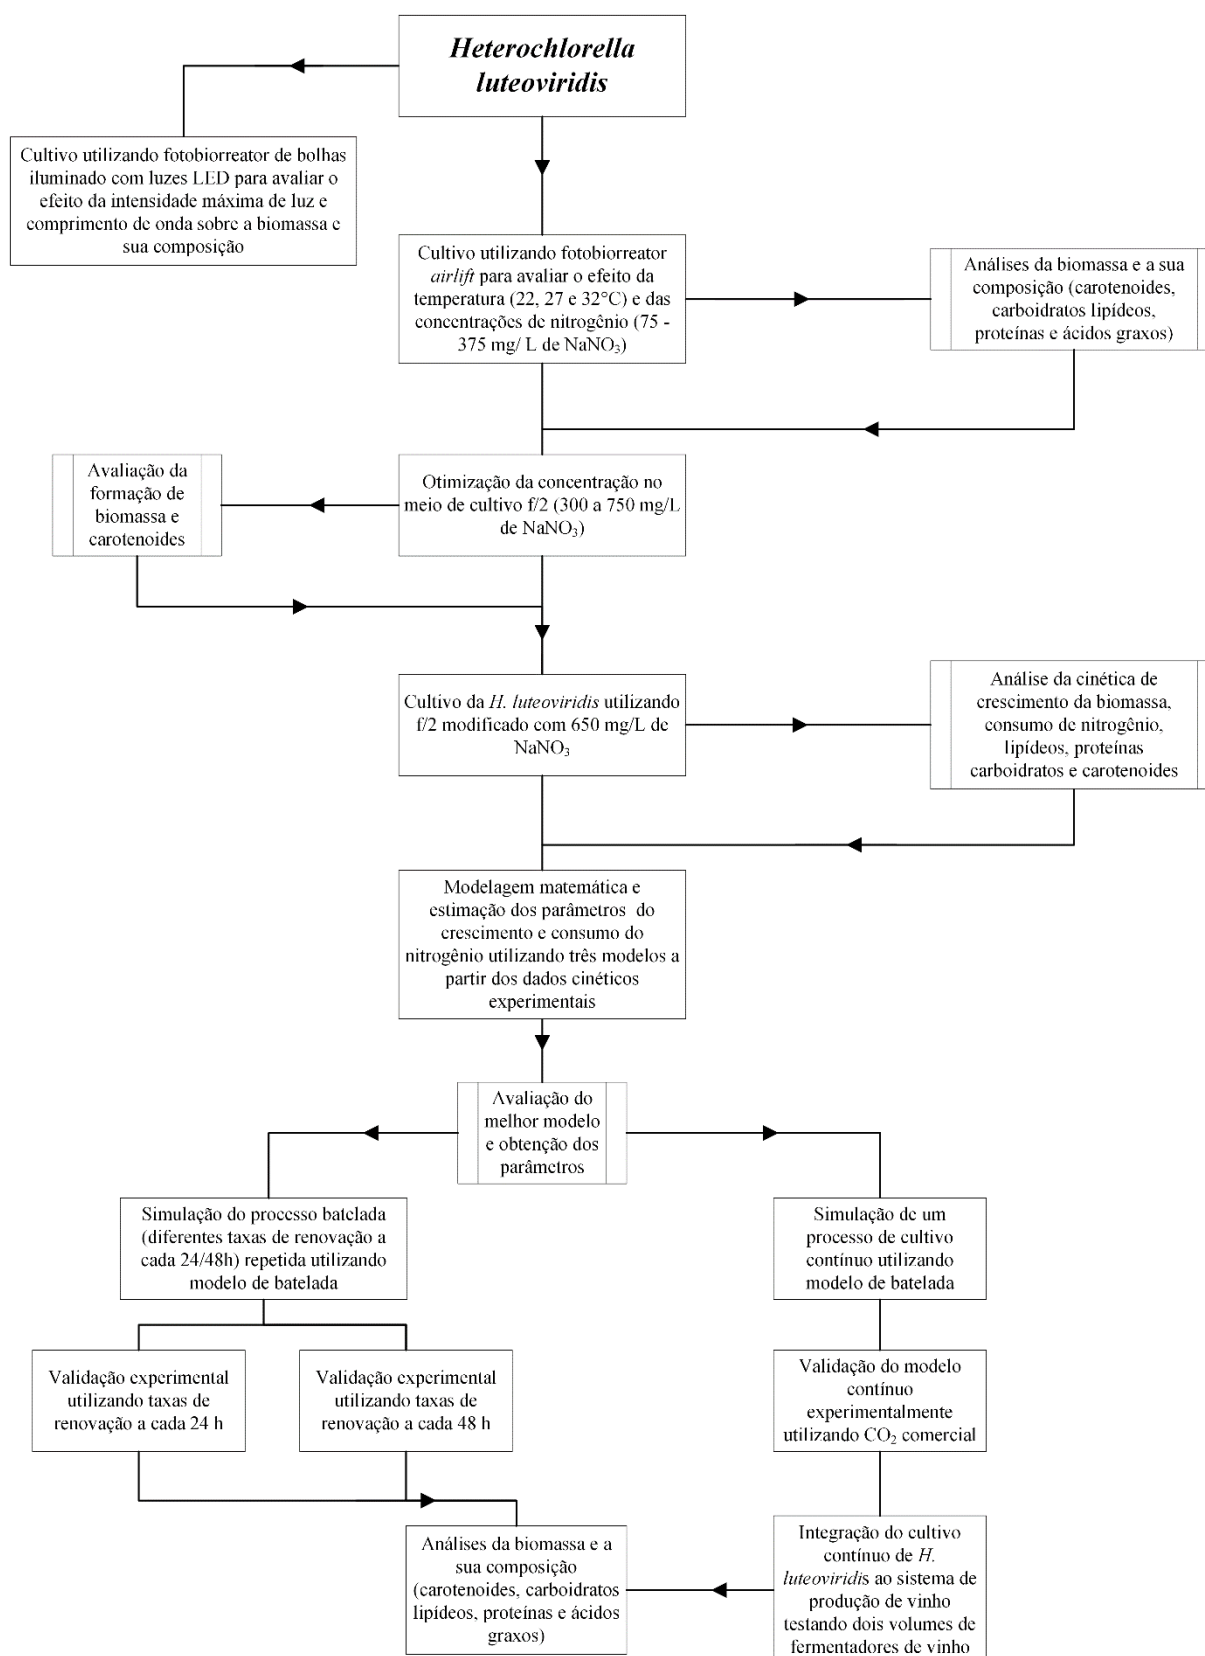 Heterochlorella
luteoviridis
Cultivo utilizando fotobiorreator de bolhas
iluminado com luzes LED para avaliar o
efeito da intensidade máxima de luz e
comprimento de onda sobre a biomassa e
sua composição
Cultivo utilizando fotobiorreator
airlift para avaliar o efeito da
temperatura (22, 27 e 32°C) e das
concentrações de nitrogênio (75 -
375 mg/ L de NaNO₃)
Análises da biomassa e a sua
composição (carotenoides,
carboidratos lipídeos,
proteínas e ácidos graxos)
Avaliação da
formação de
biomassa e
carotenoides
Otimização da concentração no
meio de cultivo f/2 (300 a 750 mg/L
de NaNO₃)
Cultivo da H. luteoviridis utilizando
f/2 modificado com 650 mg/L de
NaNO₃
Análise da cinética de
crescimento da biomassa,
consumo de nitrogênio,
lipídeos, proteínas
carboidratos e carotenoides
Modelagem matemática e
estimação dos parâmetros do
crescimento e consumo do
nitrogênio utilizando três modelos a
partir dos dados cinéticos
experimentais
Avaliação do
melhor modelo
e obtenção dos
parâmetros
Simulação do processo batelada
(diferentes taxas de renovação a
cada 24/48h) repetida utilizando
modelo de batelada
Simulação de um
processo de cultivo
contínuo utilizando
modelo de batelada
Validação experimental
utilizando taxas de
renovação a cada 24 h
Validação experimental
utilizando taxas de
renovação a cada 48 h
Validação do modelo
contínuo
experimentalmente
utilizando CO₂ comercial
Análises da biomassa e a
sua composição
(carotenoides, carboidratos
lipídeos, proteínas e ácidos
graxos)
Integração do cultivo
contínuo de H.
luteoviridis ao sistema de
produção de vinho
testando dois volumes de
fermentadores de vinho